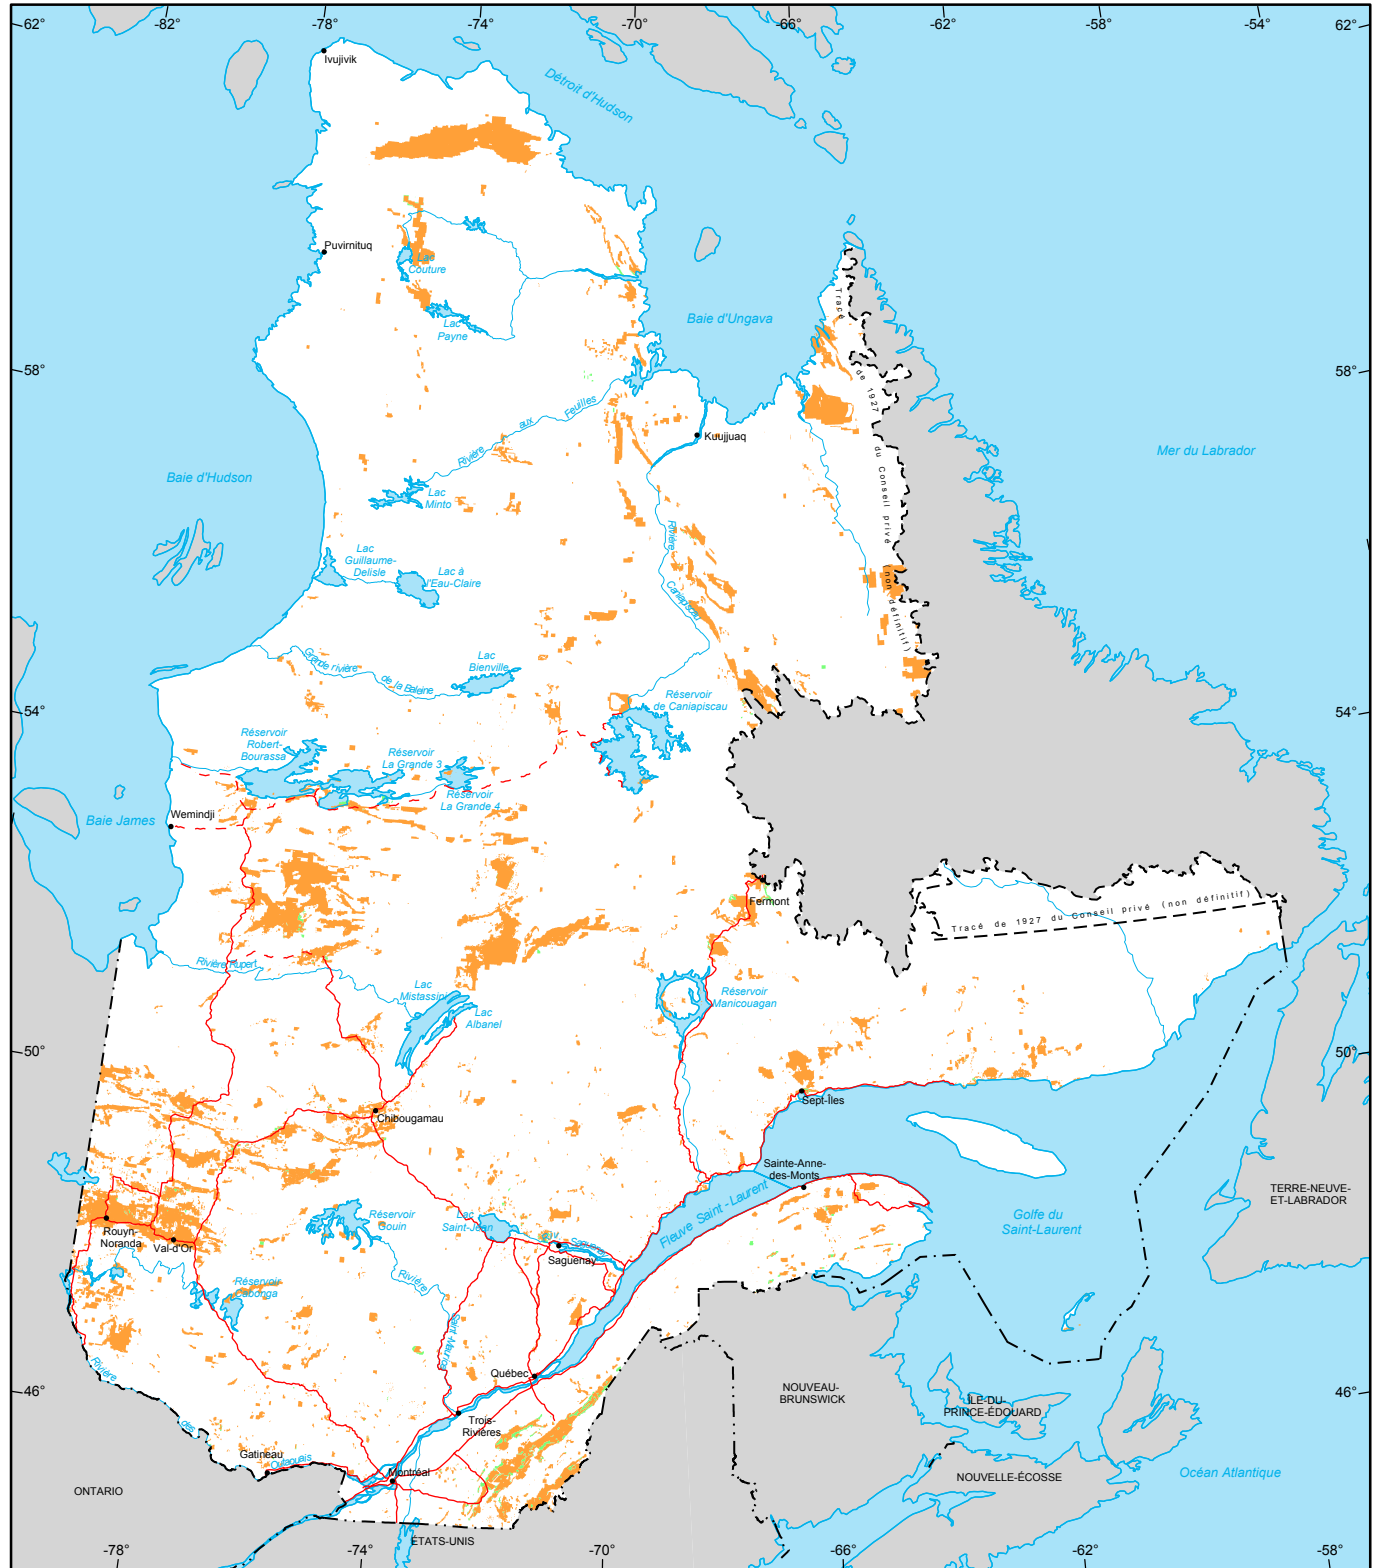 62°
-82
-78
-74°
-70°
-66°
-62°
-58°
-54°
62°
Ivujivik
Détroit d'Hudson
Puvirnituq
Lac
Couture
Lac
Payne
Baie d'Ungava
Tracé
de 1927
du Conseil privé
(non
définitif)
58°
58°
Rivière
aux
Feuilles
Kuujjuaq
Mer du Labrador
Baie d'Hudson
Lac
Minto
Lac
Guillaume-
Delisle
Lac à
l'Eau-Claire
Rivière
Caniapiscau
Grande rivière
de la Baleine
Lac
Bienville
Réservoir
de Caniapiscau
54°
54°
Réservoir
Robert-
Bourassa
Réservoir
La Grande 3
Réservoir
La Grande 4
Wemindji
Baie James
Fermont
Tracé de 1927 du Conseil privé (non définitif)
Rivière Rupert
Lac
Mistassini
Lac
Albanel
Réservoir
Manicouagan
50°
50°
Sept-Îles
Chibougamau
Sainte-Anne-
des-Monts
Fleuve Saint-Laurent
TERRE-NEUVE-
ET-LABRADOR
Golfe du
Saint-Laurent
Réservoir
Gouin
Lac
Saint-Jean
Riv. Saguenay
Saguenay
Rouyn-
Noranda
Val-d'Or
Réservoir
Cabonga
Rivière
Saint-Maurice
Québec
46°
46°
Rivière
des
Outaouais
NOUVEAU-
BRUNSWICK
ÎLE-DU-
PRINCE-ÉDOUARD
Trois-
Rivières
Gatineau
Montréal
NOUVELLE-ÉCOSSE
Océan Atlantique
ONTARIO
ÉTATS-UNIS
-78°
-74°
-70°
-66°
-62°
-58°